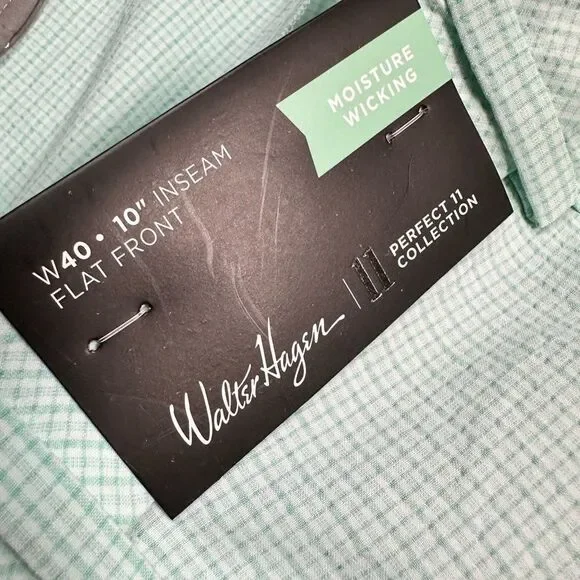 MOISTURE
WICKING
W40 • 10" INSEAM
FLAT FRONT
Walter Hagen | 11 PERFECT 11
COLLECTION